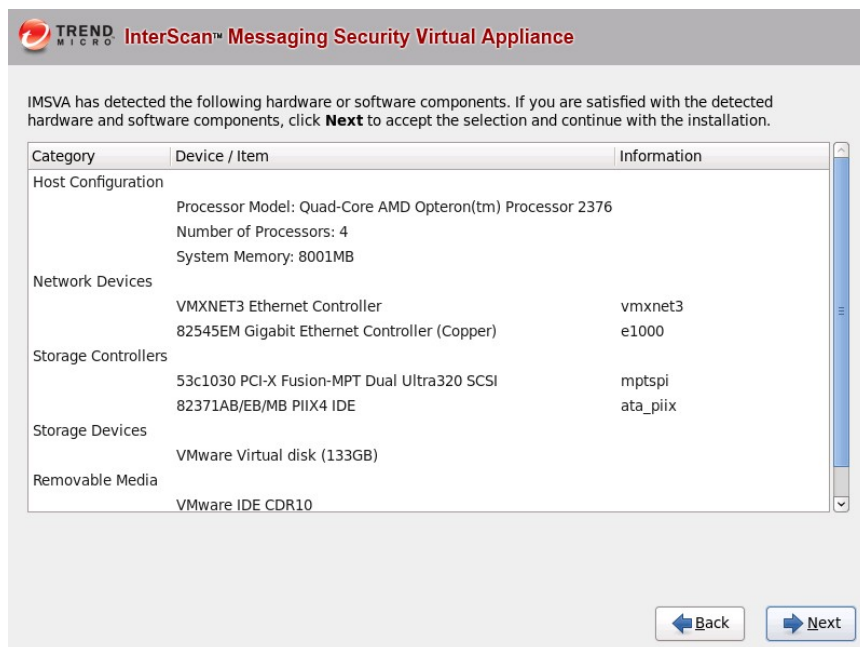 TREND MICRO InterScan™ Messaging Security Virtual Appliance
IMSVA has detected the following hardware or software components. If you are satisfied with the detected
hardware and software components, click Next to accept the selection and continue with the installation.
Category Device / Item Information
Host Configuration
Processor Model: Quad-Core AMD Opteron(tm) Processor 2376
Number of Processors: 4
System Memory: 8001MB
Network Devices
VMXNET3 Ethernet Controller vmxnet3
82545EM Gigabit Ethernet Controller (Copper) e1000
Storage Controllers
53c1030 PCI-X Fusion-MPT Dual Ultra320 SCSI mptspi
82371AB/EB/MB PIIX4 IDE ata_piix
Storage Devices
VMware Virtual disk (133GB)
Removable Media
VMware IDE CDR10
Back Next